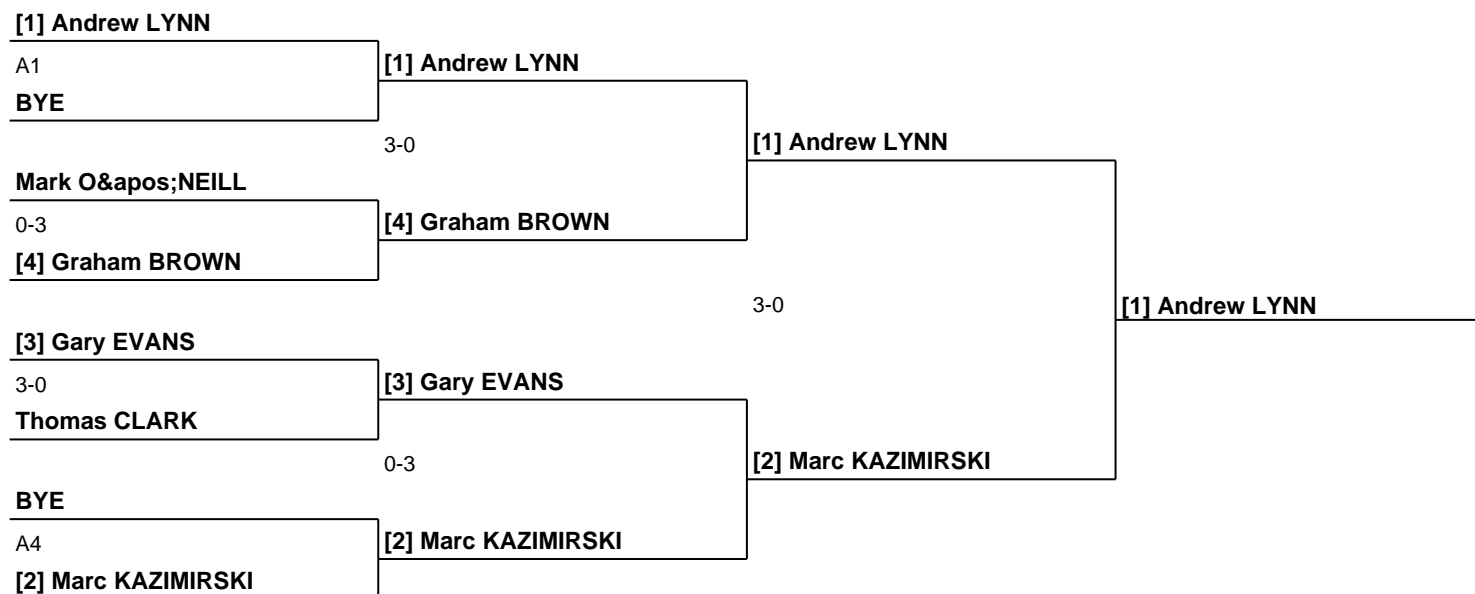 [1] Andrew LYNN
A1
BYE
[1] Andrew LYNN
3-0
Mark O&apos;NEILL
0-3
[4] Graham BROWN
[4] Graham BROWN
[1] Andrew LYNN
3-0
[1] Andrew LYNN
[3] Gary EVANS
3-0
Thomas CLARK
[3] Gary EVANS
0-3
[2] Marc KAZIMIRSKI
BYE
A4
[2] Marc KAZIMIRSKI
[2] Marc KAZIMIRSKI